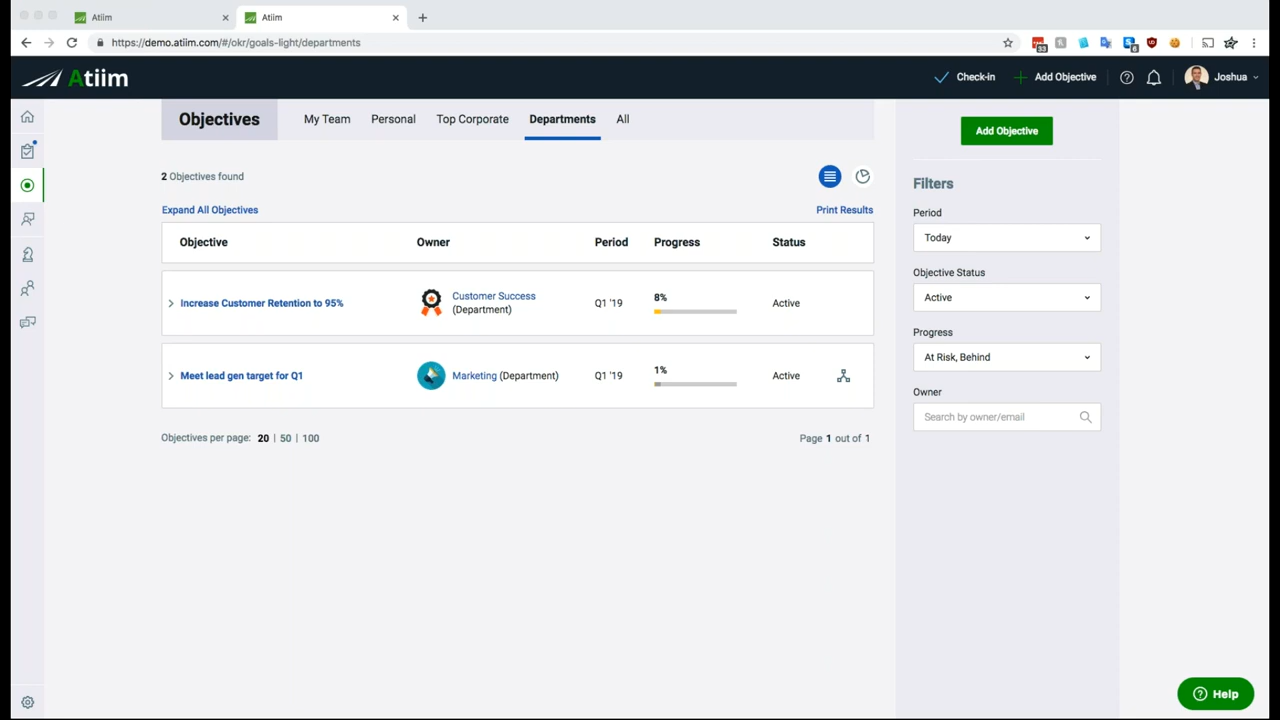 Atiim
Atiim
https://demo.atiim.com/#/okr/goals-light/departments
33
6
Atiim
Check-in
Add Objective
Joshua
Objectives
My Team
Personal
Top Corporate
Departments
All
Add Objective
2 Objectives found
Filters
Expand All Objectives
Print Results
Period
Today
Objective
Owner
Period
Progress
Status
Objective Status
Active
Increase Customer Retention to 95%
Customer Success
(Department)
Q1 '19
8%
Active
Progress
At Risk, Behind
Meet lead gen target for Q1
Marketing (Department)
Q1 '19
1%
Active
Owner
Search by owner/email
Objectives per page: 20 | 50 | 100
Page 1 out of 1
Help